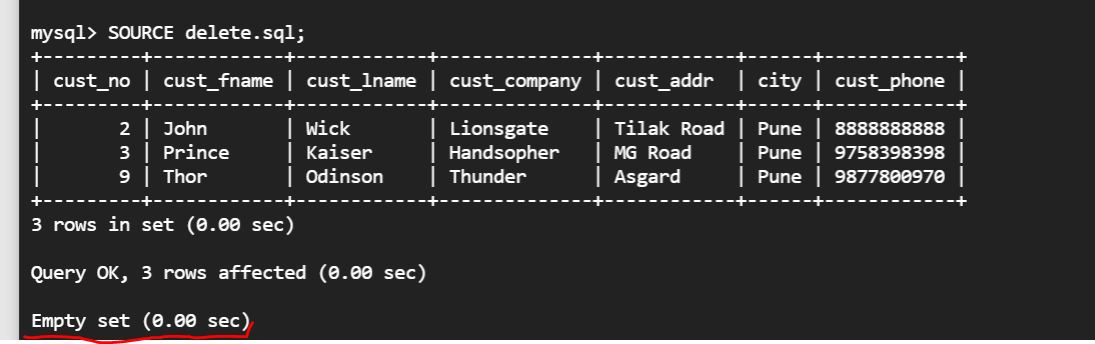 mysql> SOURCE delete.sql;
+---------+------------+------------+--------------+------------+------+------------+
| cust_no | cust_fname | cust_lname | cust_company | cust_addr  | city | cust_phone |
+---------+------------+------------+--------------+------------+------+------------+
|       2 | John       | Wick       | Lionsgate    | Tilak Road | Pune | 8888888888 |
|       3 | Prince     | Kaiser     | Handsopher   | MG Road    | Pune | 9758398398 |
|       9 | Thor       | Odinson    | Thunder      | Asgard     | Pune | 9877800970 |
+---------+------------+------------+--------------+------------+------+------------+
3 rows in set (0.00 sec)
Query OK, 3 rows affected (0.00 sec)
Empty set (0.00 sec)